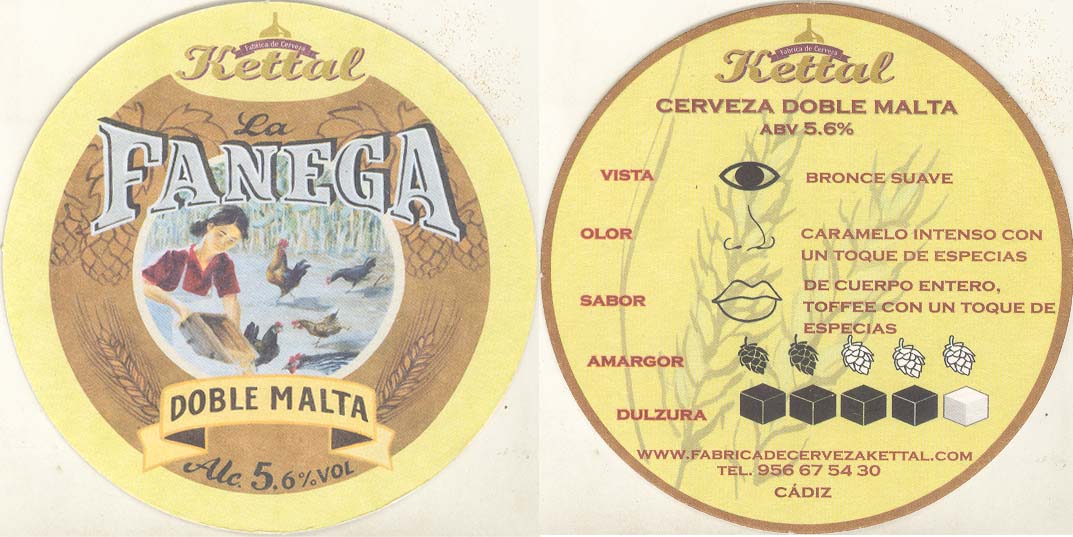 Fabrica de Cerveza
Kettal
La
FANEGA
DOBLE MALTA
Alc. 5.6% VOL
Fabrica de Cerveza
Kettal
CERVEZA DOBLE MALTA
ABV 5.6%
VISTA
BRONCE SUAVE
OLOR
CARAMELO INTENSO CON
UN TOQUE DE ESPECIAS
SABOR
DE CUERPO ENTERO,
TOFFEE CON UN TOQUE DE
ESPECIAS
AMARGOR
DULZURA
WWW.FABRICADECERVEZAKETTAL.COM
TEL. 956 67 54 30
CÁDIZ